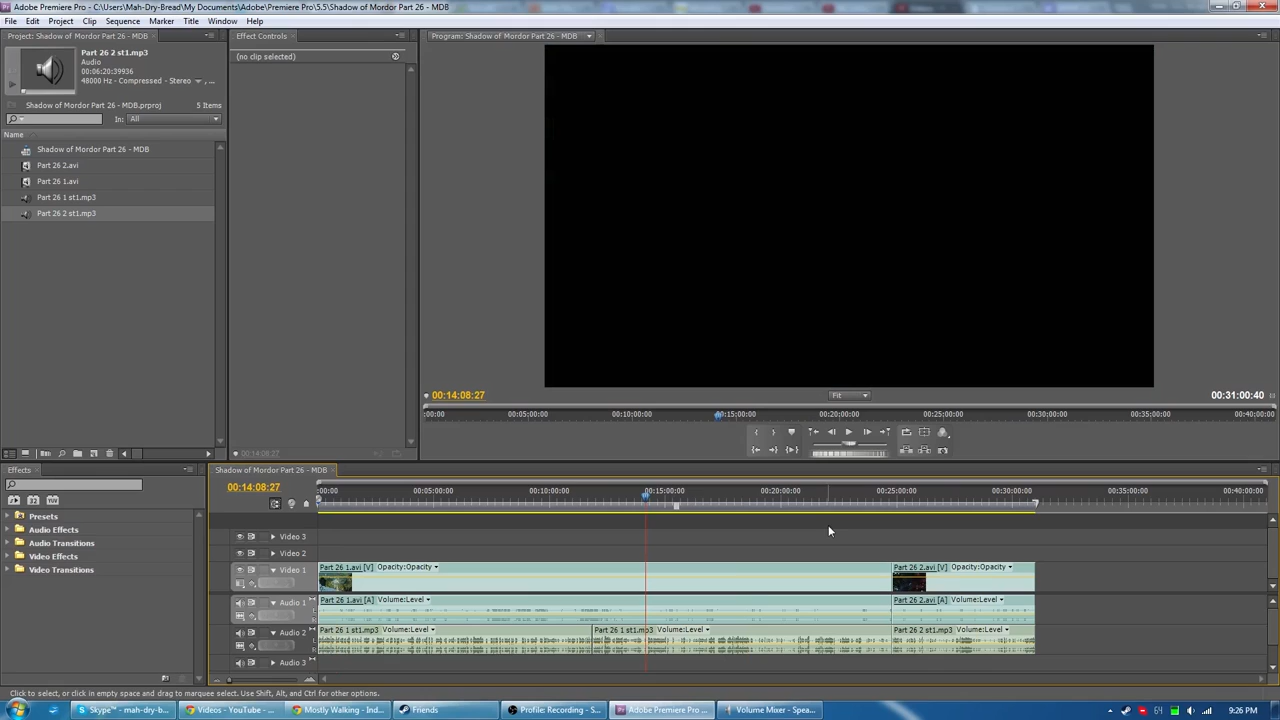 Adobe Premiere Pro - C:\Users\Mah-Dry-Bread\My Documents\Adobe\Premiere Pro\5.5\Shadow of Mordor Part 26 - MDB
File Edit Project Clip Sequence Marker Title Window Help
Project: Shadow of Mordor Part 26 - MDB
Part 26 2 st1.mp3
Audio
00:06:20:39936
48000 Hz - Compressed - Stereo , ...
Shadow of Mordor Part 26 - MDB.prproj 5 Items
In: All
Name
Shadow of Mordor Part 26 - MDB
Part 26 2.avi
Part 26 1.avi
Part 26 1 st1.mp3
Part 26 2 st1.mp3
Effect Controls
(no clip selected)
00:14:08:27
Program: Shadow of Mordor Part 26 - MDB
00:14:08:27 Fit 00:31:00:40
:00:00 00:05:00:00 00:10:00:00 00:15:00:00 00:20:00:00 00:25:00:00 00:30:00:00 00:35:00:00 00:40:00:00
Effects
Presets
Audio Effects
Audio Transitions
Video Effects
Video Transitions
Shadow of Mordor Part 26 - MDB
00:14:08:27
:00:00 00:05:00:00 00:10:00:00 00:15:00:00 00:20:00:00 00:25:00:00 00:30:00:00 00:35:00:00 00:40:00:00
Video 3
Video 2
Video 1 Part 26 1.avi [V] Opacity:Opacity Part 26 2.avi [V] Opacity:Opacity
Audio 1 Part 26 1.avi [A] Volume:Level Part 26 2.avi [A] Volume:Level
Audio 2 Part 26 1 st1.mp3 Volume:Level Part 26 1 st1.mp3 Volume:Level Part 26 2 st1.mp3 Volume:Level
Audio 3
Click to select, or click in empty space and drag to marquee select. Use Shift, Alt, and Ctrl for other options.
Skype™ - mah-dry-b... Videos - YouTube - ... Mostly Walking - Ind... Friends Profile: Recording - S... Adobe Premiere Pro ... Volume Mixer - Spea... 64 9:26 PM